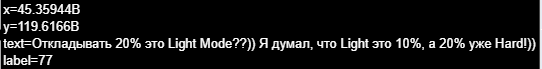 x=45.35944B
y=119.6166B
text=Откладывать 20% это Light Mode??)) Я думал, что Light это 10%, а 20% уже Hard!))
label=77